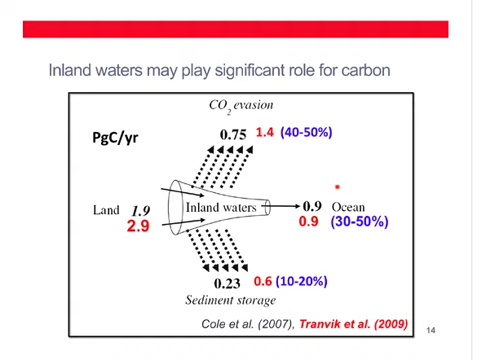 Inland waters may play significant role for carbon
CO2 evasion
PgC/yr
0.75 1.4 (40-50%)
Land 1.9 Inland waters 0.9 Ocean
2.9 0.9 (30-50%)
0.23 0.6 (10-20%)
Sediment storage
Cole et al. (2007), Tranvik et al. (2009)
14